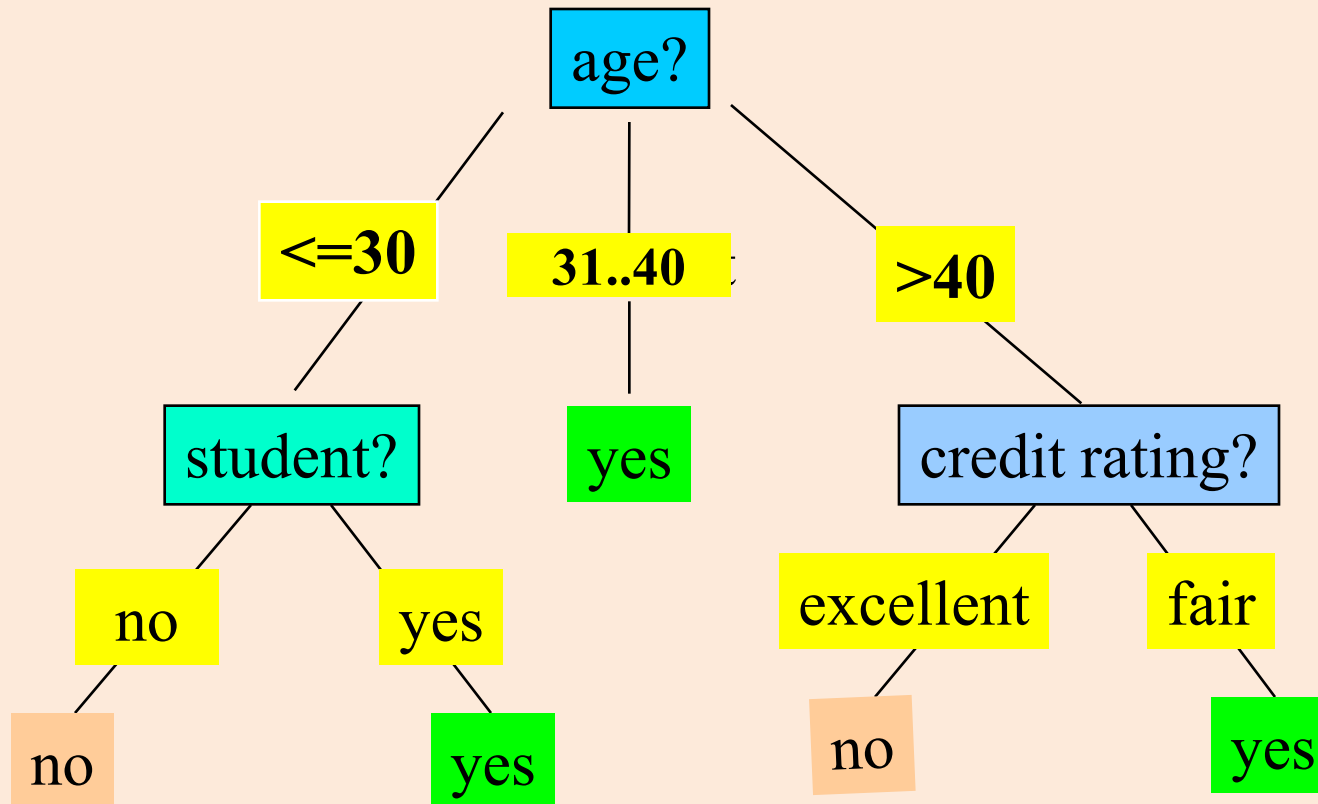 age?
<=30
31..40
t
>40
student?
yes
credit rating?
no
yes
excellent
fair
no
yes
no
yes